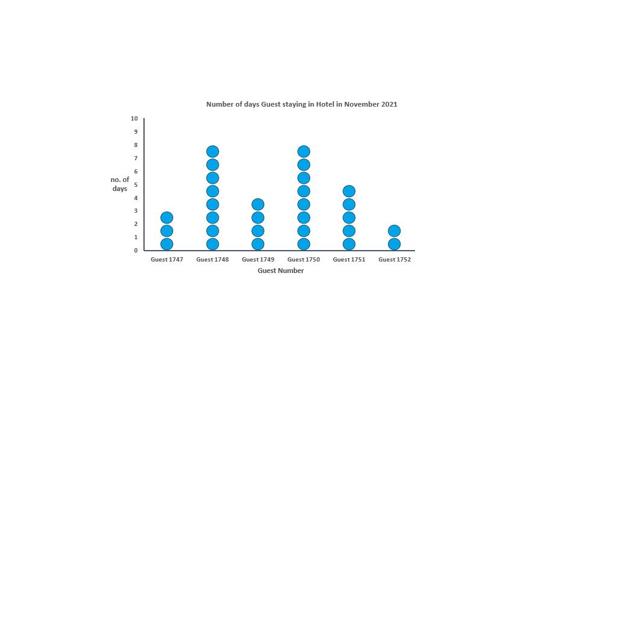 Number of days Guest staying in Hotel in November 2021
10
9
8
7
6
no. of
days
5
4
3
2
1
0
Guest 1747 Guest 1748 Guest 1749 Guest 1750 Guest 1751 Guest 1752
Guest Number